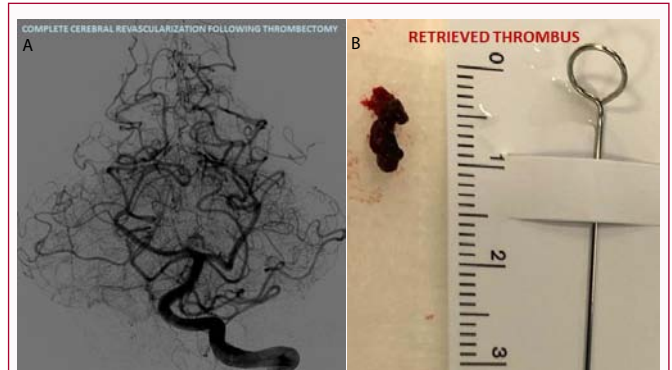 COMPLETE CEREBRAL REVASCULARIZATION FOLLOWING THROMBECTOMY
A
B
RETRIEVED THROMBUS
0
1
2
3